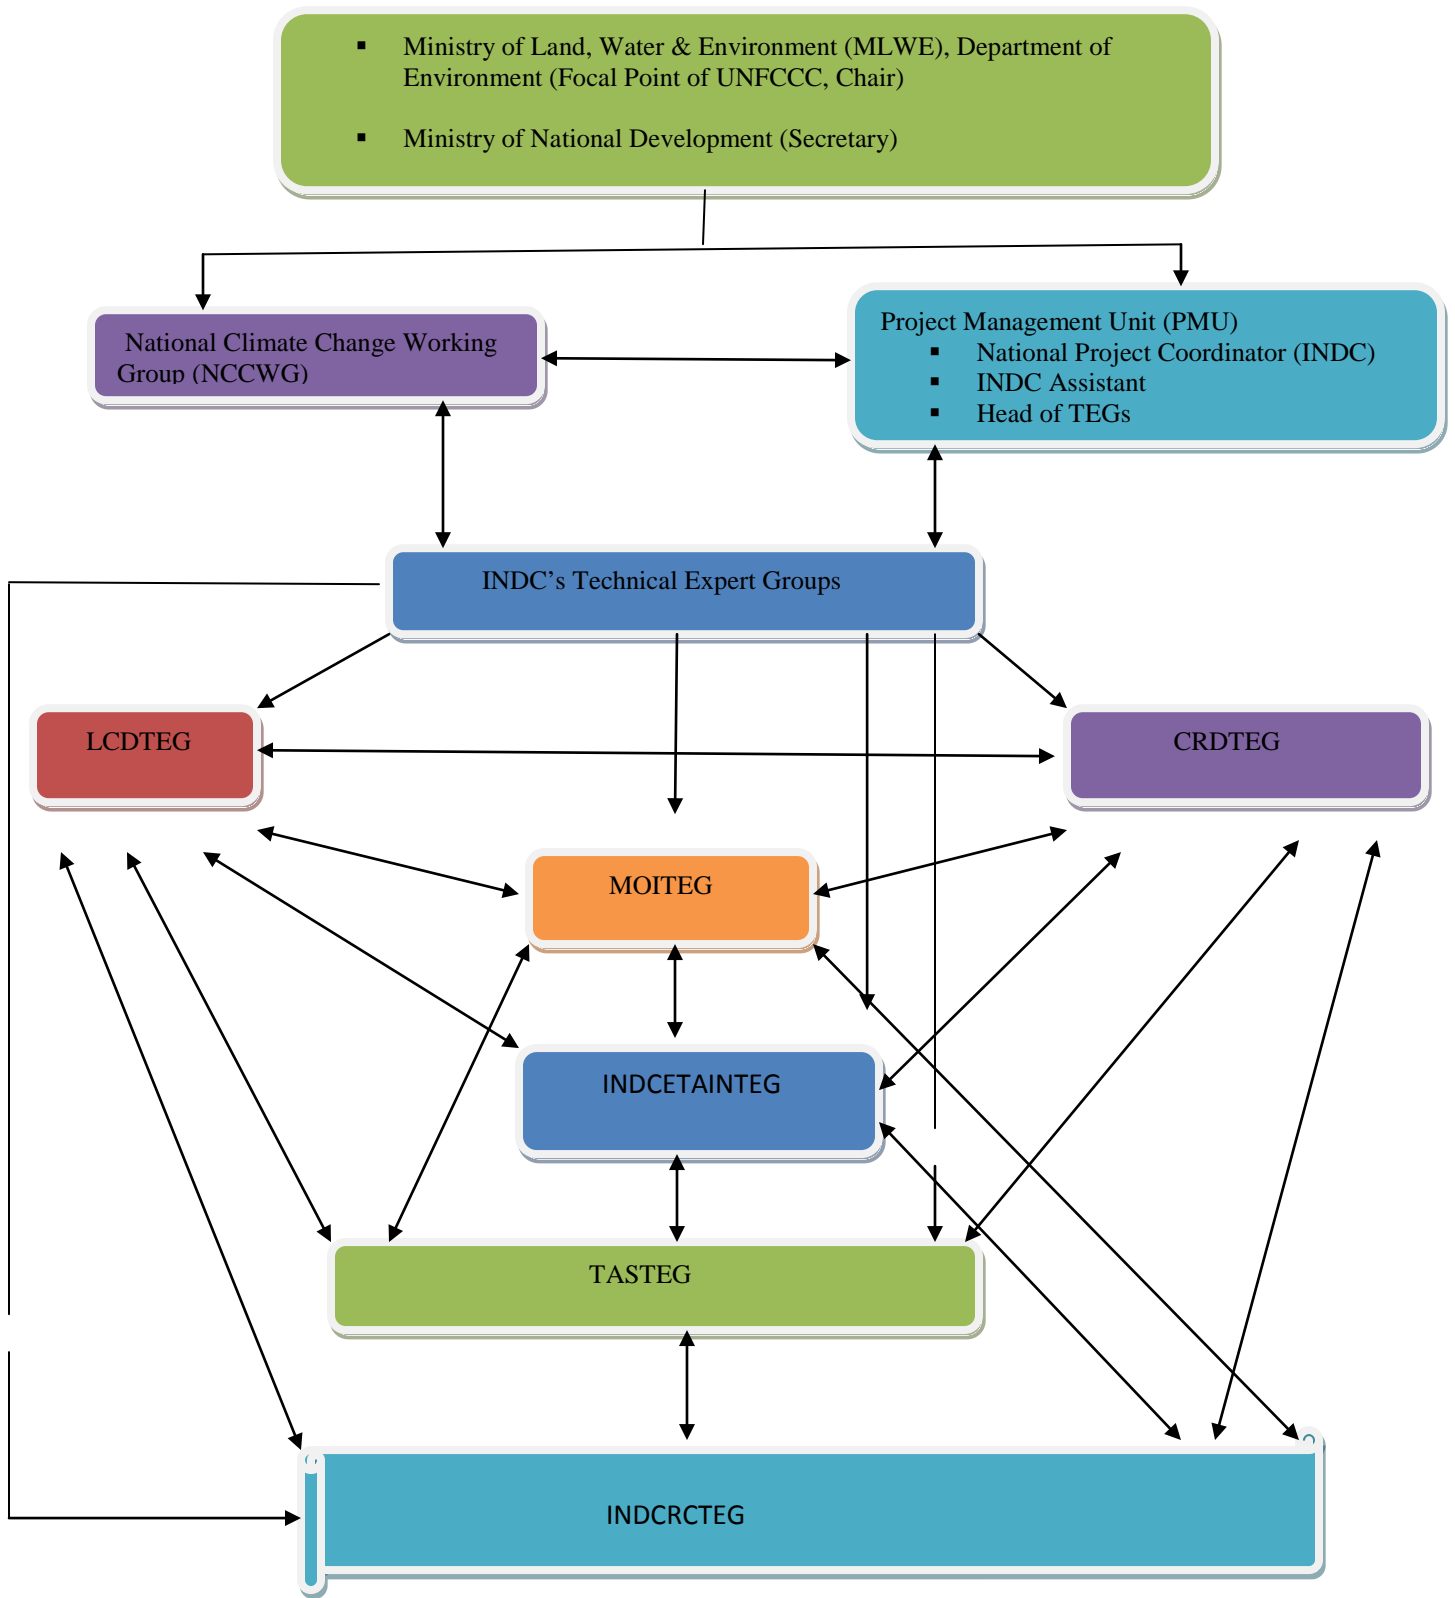 ▪ Ministry of Land, Water & Environment (MLWE), Department of
Environment (Focal Point of UNFCCC, Chair)
▪ Ministry of National Development (Secretary)
National Climate Change Working
Group (NCCWG)
Project Management Unit (PMU)
▪ National Project Coordinator (INDC)
▪ INDC Assistant
▪ Head of TEGs
INDC’s Technical Expert Groups
LCDTEG
CRDTEG
MOITEG
INDCETAINTEG
TASTEG
INDCRCTEG